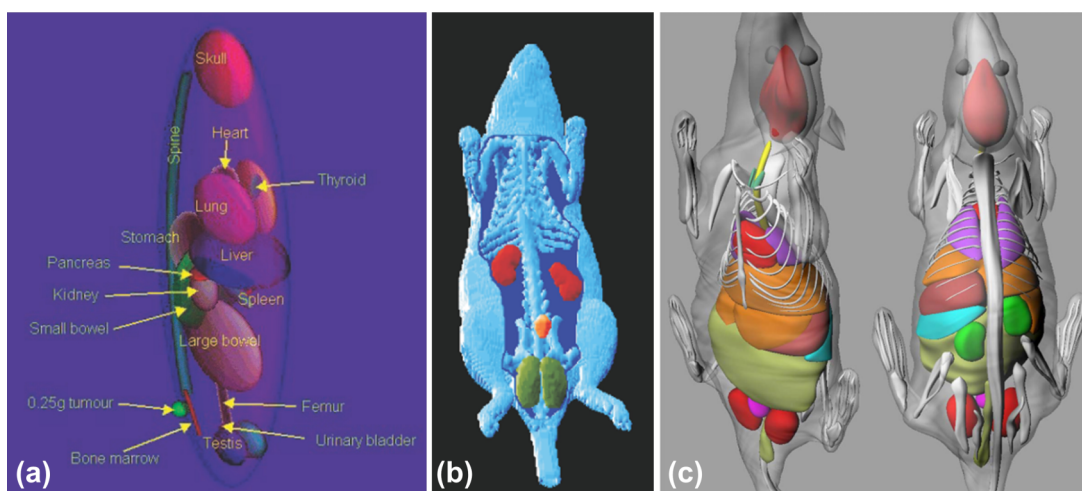 Skull
Spine
Heart
Thyroid
Lung
Stomach
Liver
Pancreas
Kidney
Spleen
Small bowel
Large bowel
0.25g tumour
Femur
Urinary bladder
Testis
Bone marrow
(a)
(b)
(c)